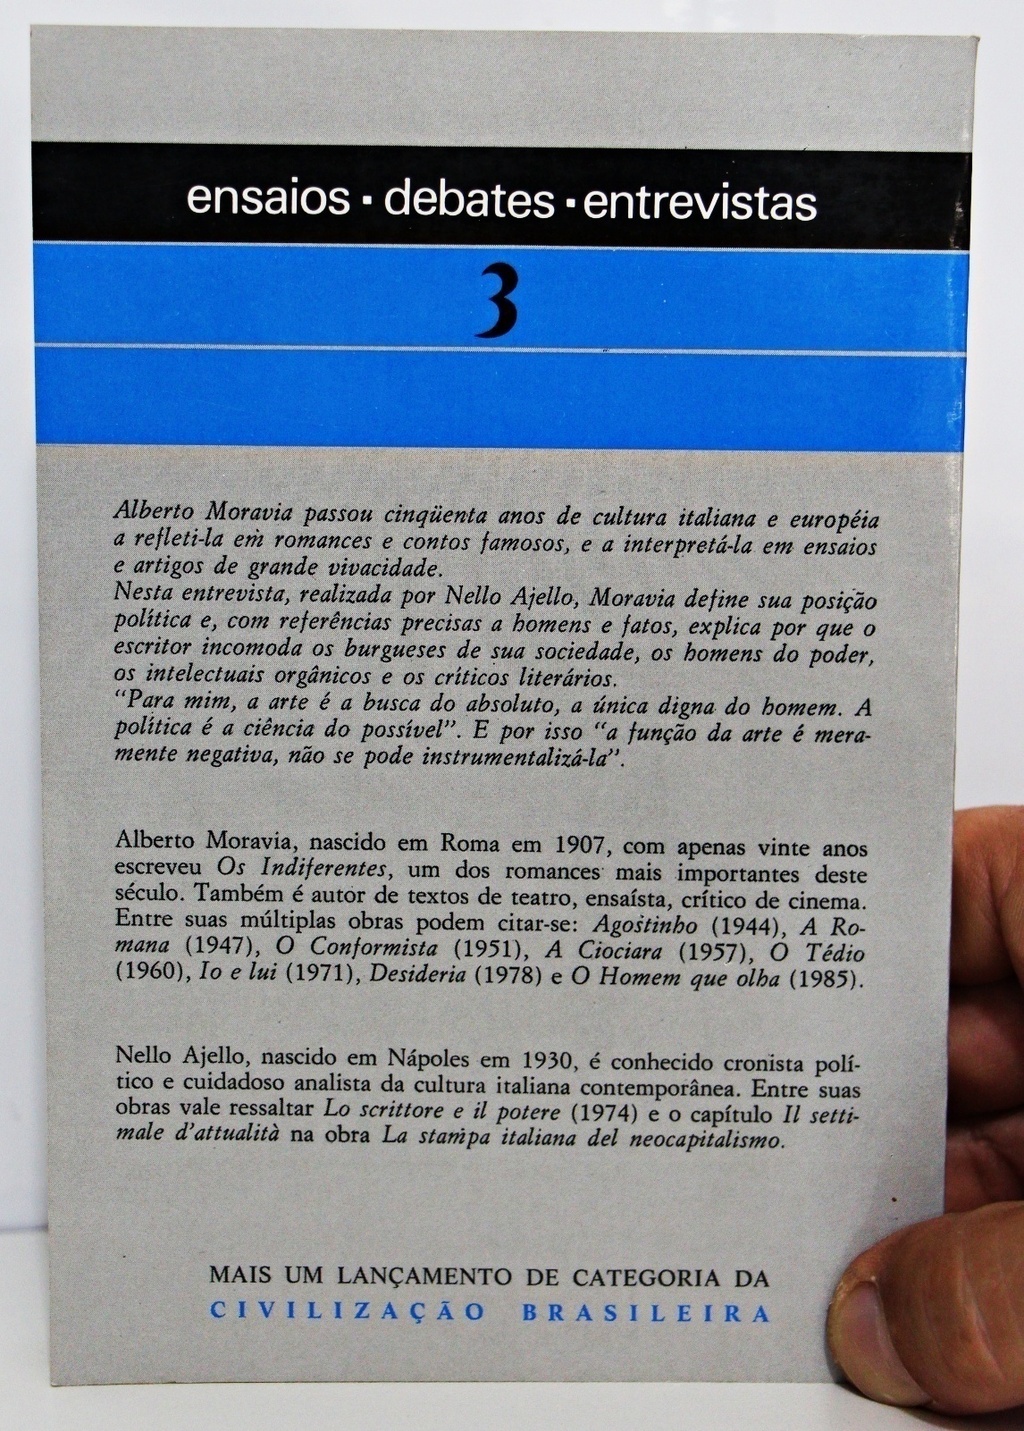 ensaios ▪ debates ▪ entrevistas
3
Alberto Moravia passou cinqüenta anos de cultura italiana e européia
a refleti-la em romances e contos famosos, e a interpretá-la em ensaios
e artigos de grande vivacidade.
Nesta entrevista, realizada por Nello Ajello, Moravia define sua posição
política e, com referências precisas a homens e fatos, explica por que o
escritor incomoda os burgueses de sua sociedade, os homens do poder,
os intelectuais orgânicos e os críticos literários.
“Para mim, a arte é a busca do absoluto, a única digna do homem. A
política é a ciência do possível”. E por isso “a função da arte é mera-
mente negativa, não se pode instrumentalizá-la”.
Alberto Moravia, nascido em Roma em 1907, com apenas vinte anos
escreveu Os Indiferentes, um dos romances mais importantes deste
século. Também é autor de textos de teatro, ensaísta, crítico de cinema.
Entre suas múltiplas obras podem citar-se: Agostinho (1944), A Ro-
mana (1947), O Conformista (1951), A Ciociara (1957), O Tédio
(1960), Io e lui (1971), Desideria (1978) e O Homem que olha (1985).
Nello Ajello, nascido em Nápoles em 1930, é conhecido cronista polí-
tico e cuidadoso analista da cultura italiana contemporânea. Entre suas
obras vale ressaltar Lo scrittore e il potere (1974) e o capítulo Il setti-
male d’attualità na obra La stampa italiana del neocapitalismo.
MAIS UM LANÇAMENTO DE CATEGORIA DA
CIVILIZAÇÃO BRASILEIRA